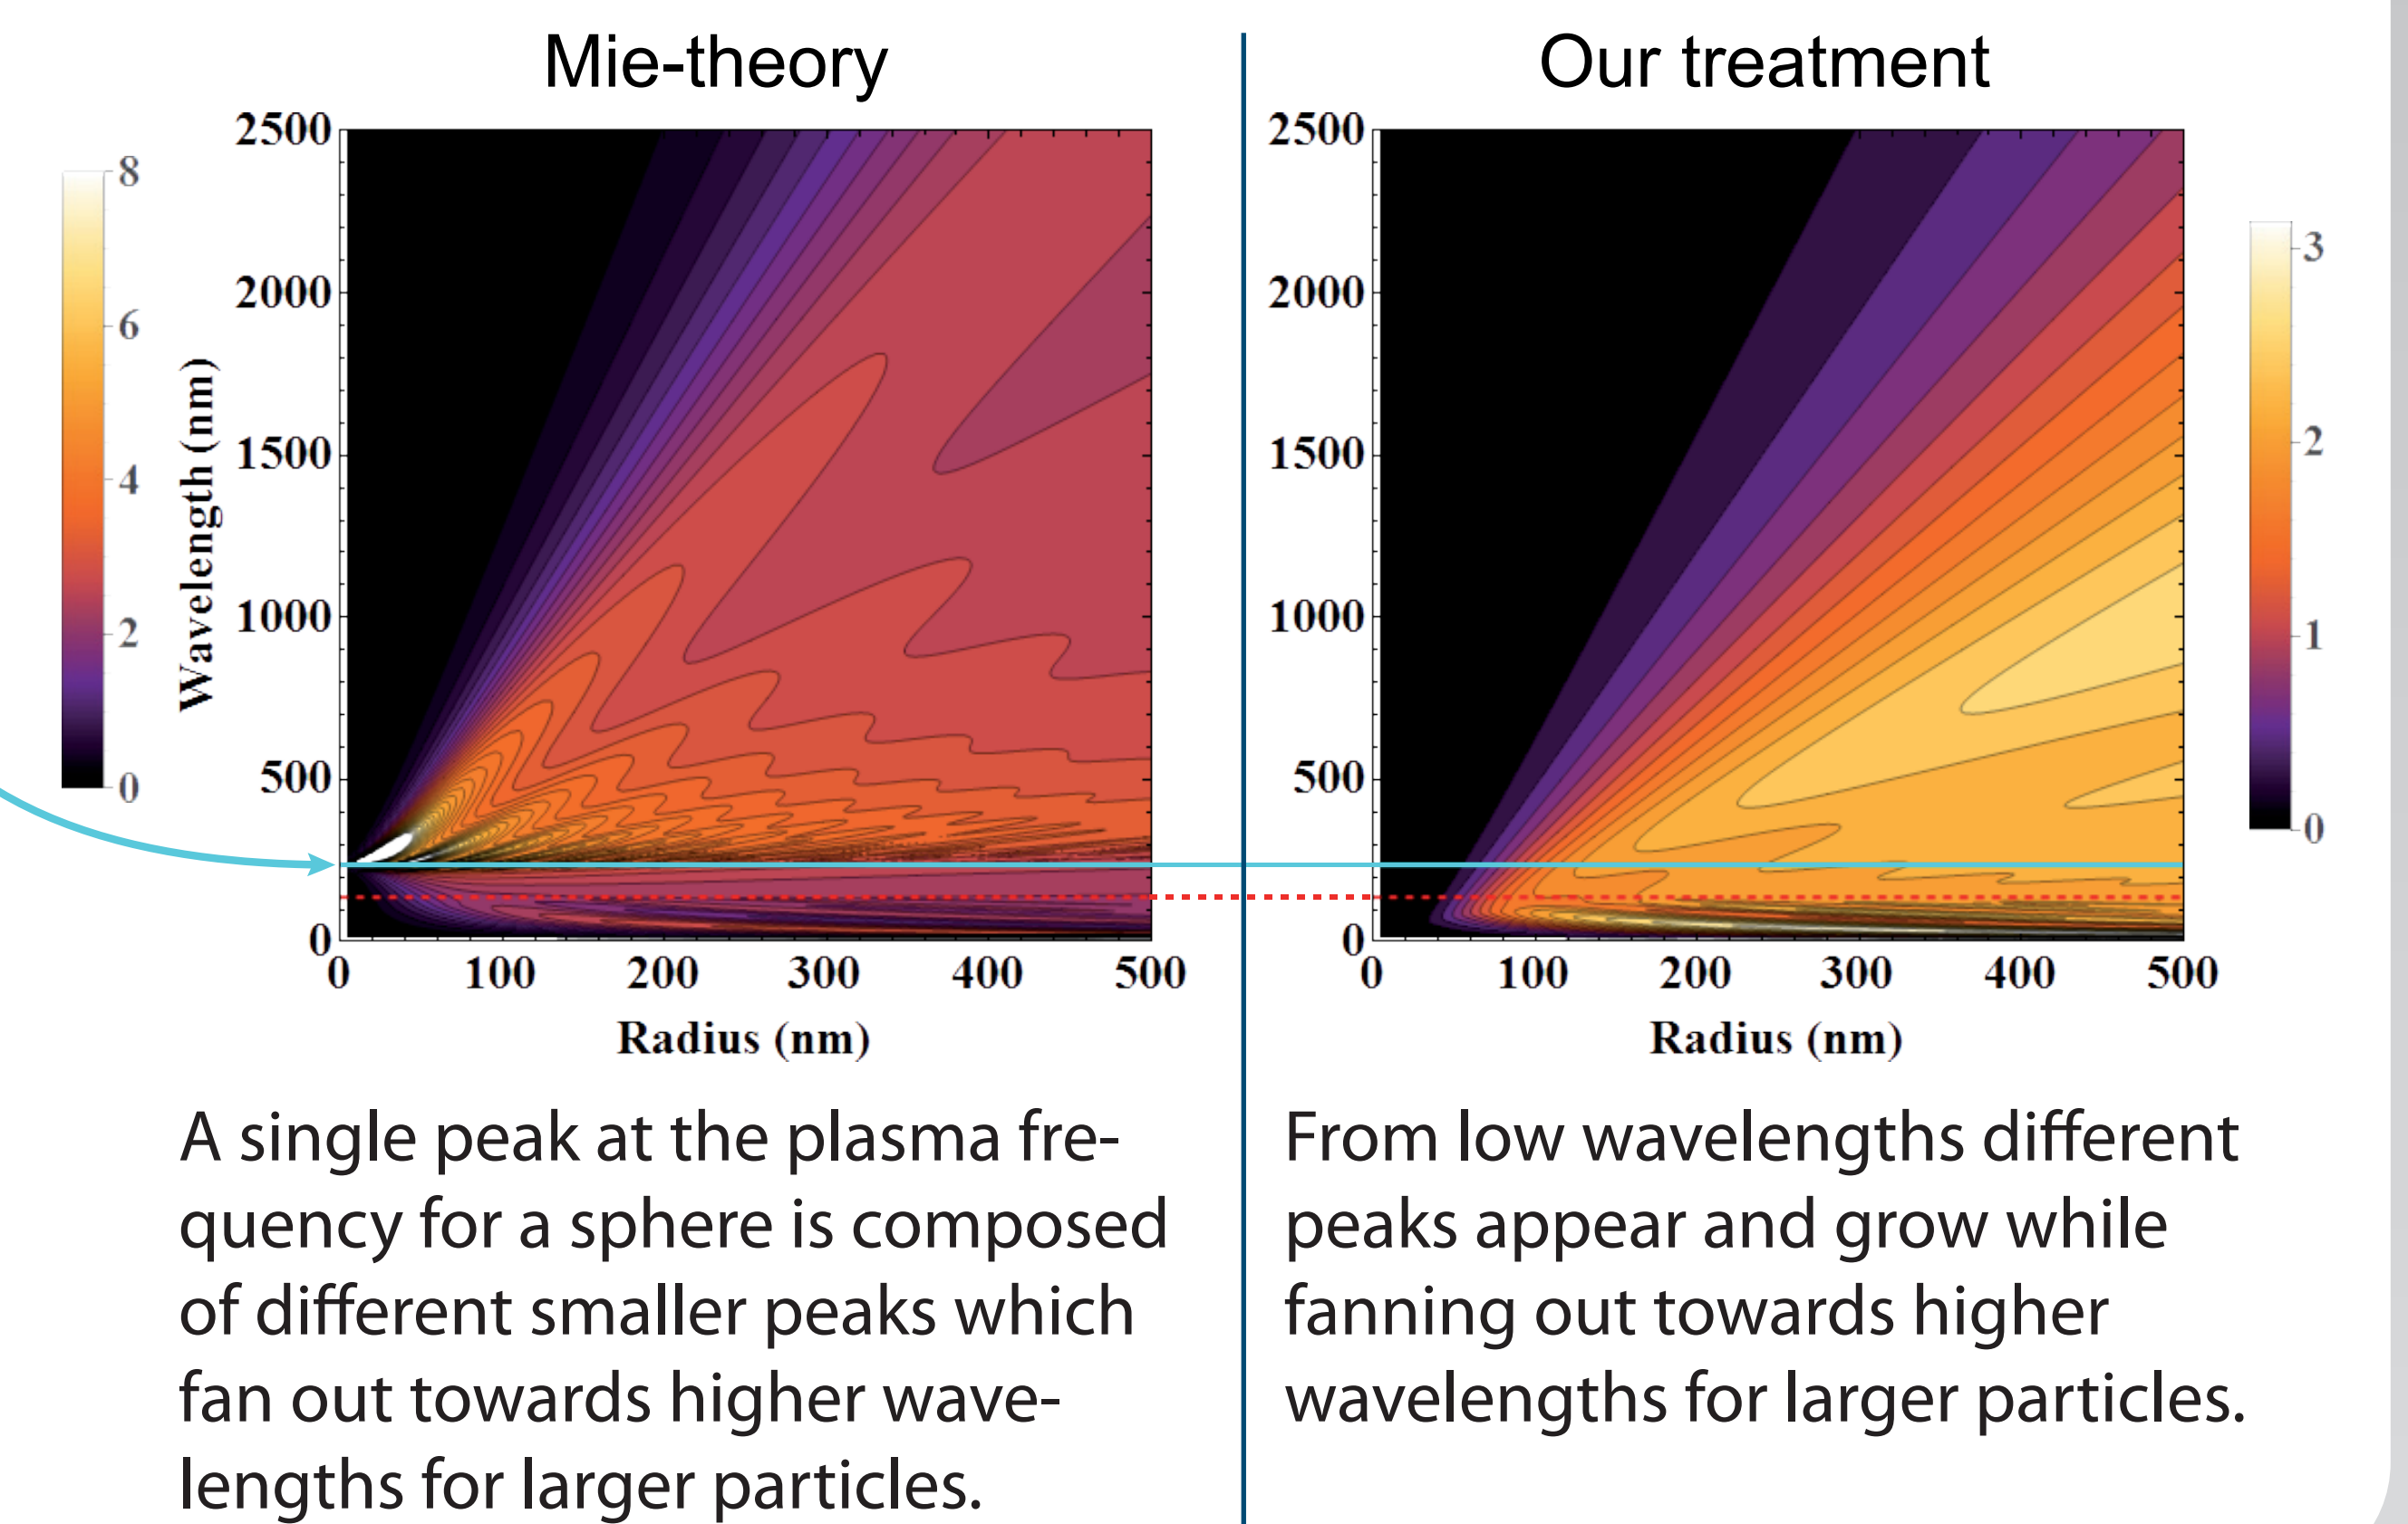 Mie-theory
2500
2000
1500
1000
500
0
0 100 200 300 400 500
Wavelength (nm)
Radius (nm)
8
6
4
2
0
A single peak at the plasma fre-
quency for a sphere is composed
of different smaller peaks which
fan out towards higher wave-
lengths for larger particles.
Our treatment
2500
2000
1500
1000
500
0
0 100 200 300 400 500
Radius (nm)
3
2
1
0
From low wavelengths different
peaks appear and grow while
fanning out towards higher
wavelengths for larger particles.